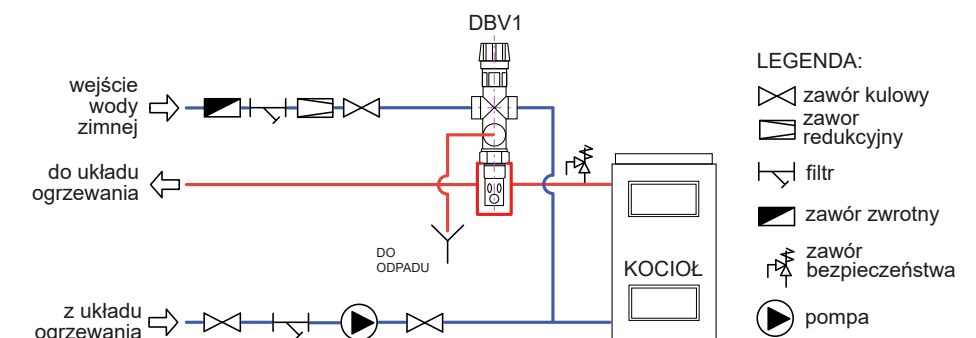 DBV1
wejście
wody
zimnej
do układu
ogrzewania
DO
ODPADU
KOCIOŁ
z układu
ogrzewania
LEGENDA:
zawór kulowy
zawor
redukcyjny
filtr
zawór zwrotny
zawór
bezpieczeństwa
pompa